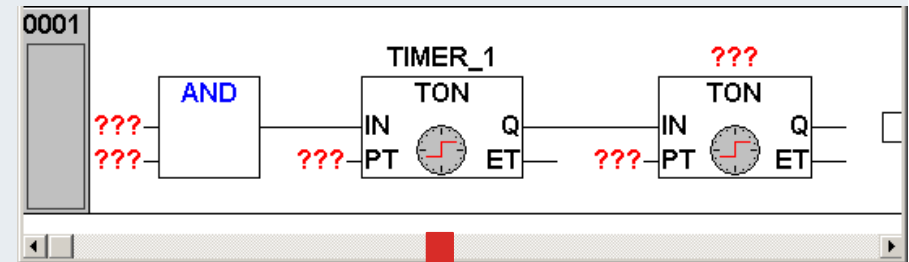 0001
TIMER_1 ???
AND TON TON
??? IN Q IN Q
??? ??? PT ET ??? PT ET